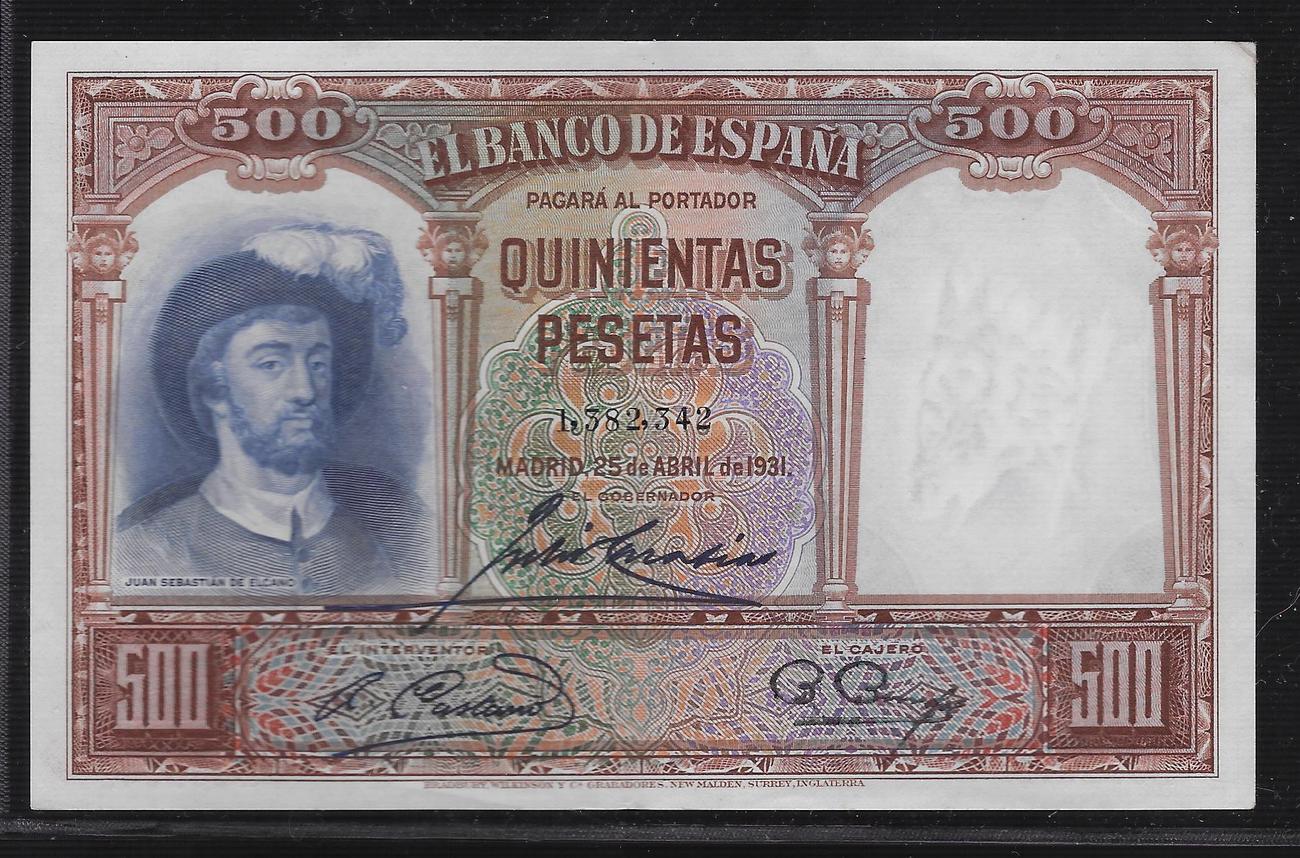 500 500
EL BANCO DE ESPAÑA
PAGARÁ AL PORTADOR
QUINIENTAS
PESETAS
1,382,342
MADRID, 25 de ABRIL de 1931.
EL GOBERNADOR
JUAN SEBASTIÁN DE ELCANO
EL INTERVENTOR EL CAJERO
500 500
BRADBURY, WILKINSON Y Cª GRABADORES. NEW MALDEN, SURREY, INGLATERRA